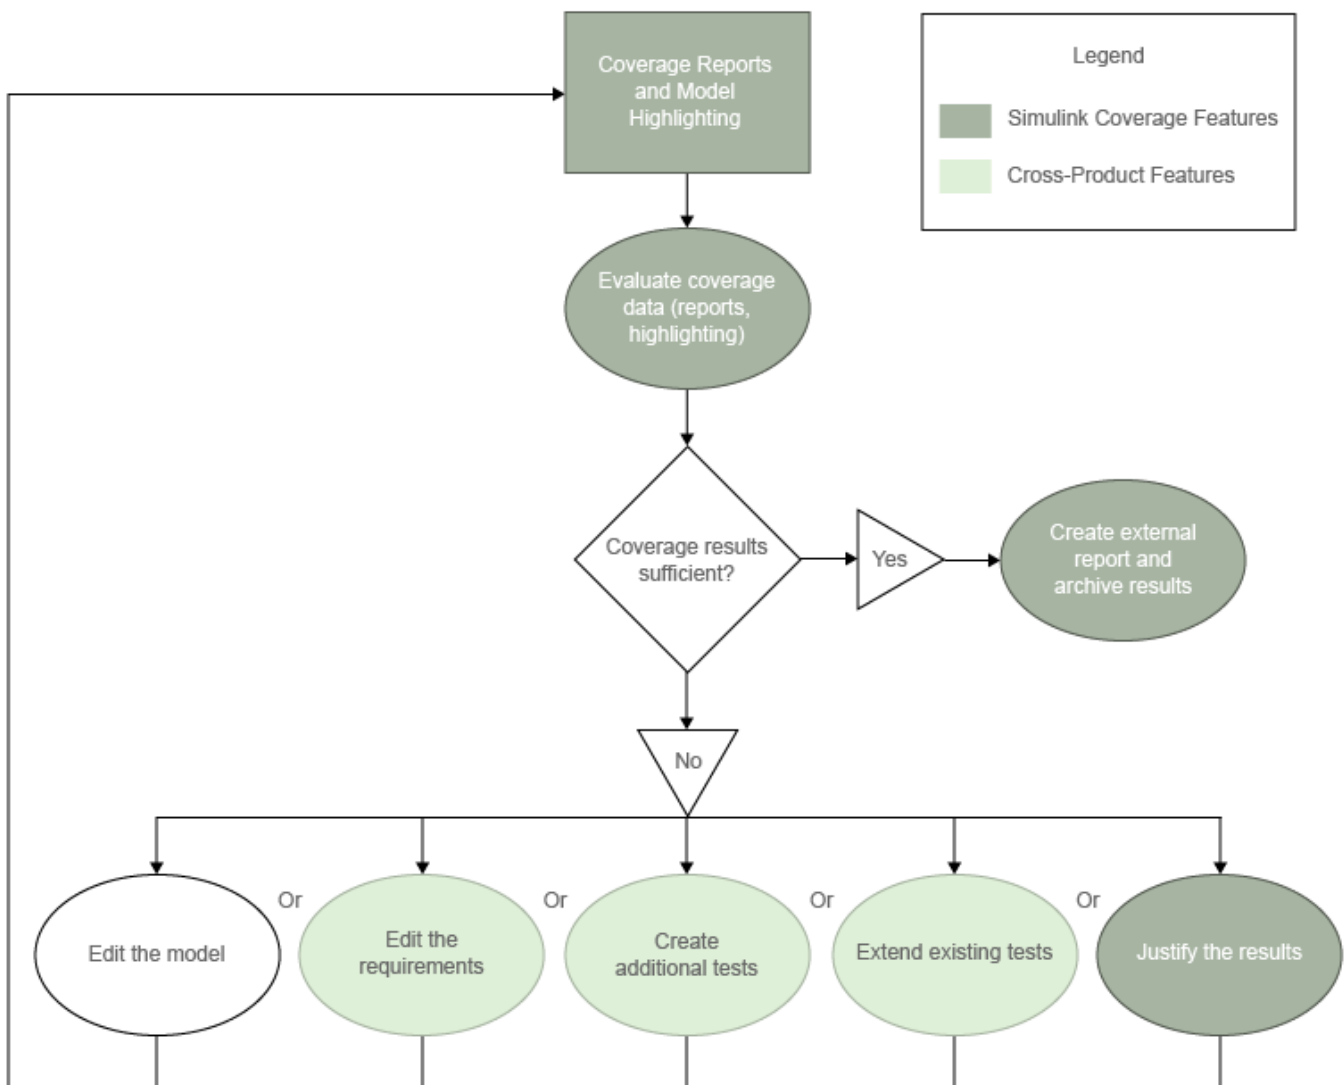 Coverage Reports
and Model
Highlighting
Legend
Simulink Coverage Features
Cross-Product Features
Evaluate coverage
data (reports,
highlighting)
Coverage results
sufficient?
Yes
Create external
report and
archive results
No
Edit the model
Or
Edit the
requirements
Or
Create
additional tests
Or
Extend existing tests
Or
Justify the results